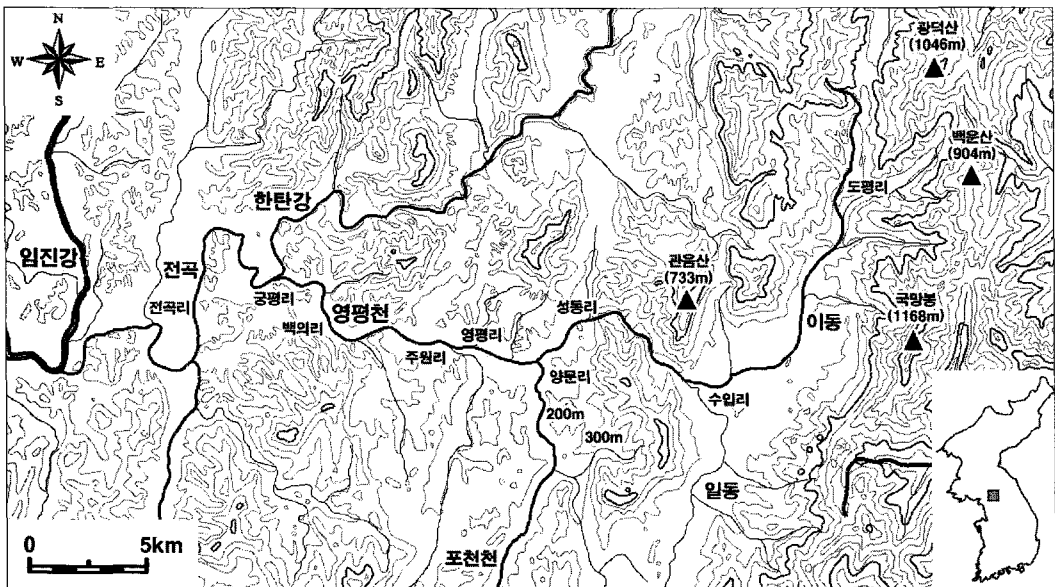 N
W E
S
광덕산
(1046m)
백운산
(904m)
도평리
한탄강
임진강
전곡
전곡리
궁평리
백의리
영평천
주원리
영평리
성동리
관음산
(733m)
이동
국망봉
(1168m)
양문리
수입리
200m
300m
일동
포천천
0 5km